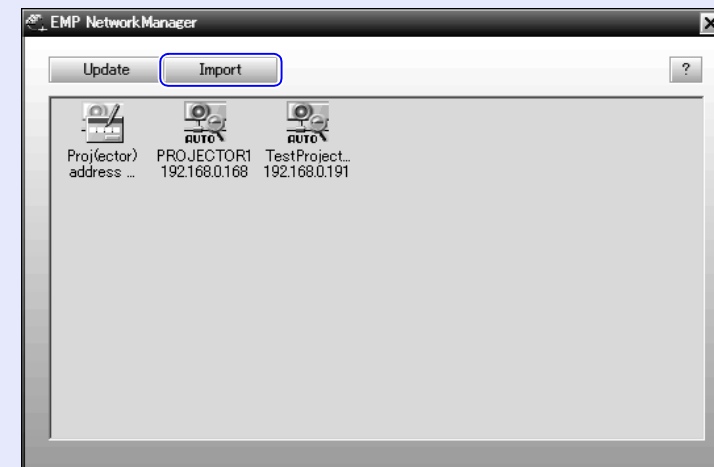 EMP NetworkManager
Update Import ?
AUTO AUTO
Proj(ector) PROJECTOR1 TestProject...
address ... 192.168.0.168 192.168.0.191